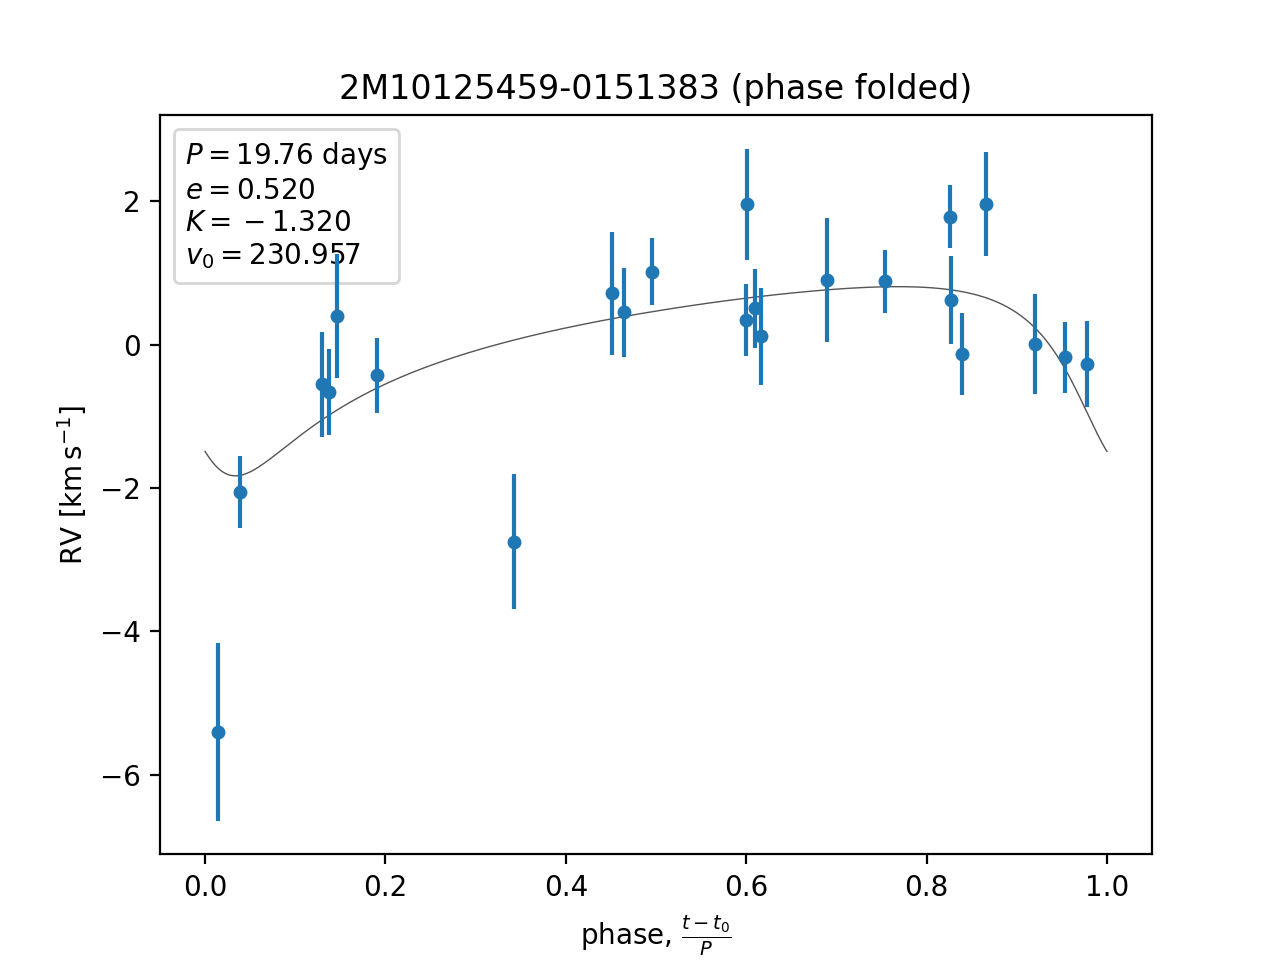 2M10125459-0151383 (phase folded)
P = 19.76 days
e = 0.520
K = −1.320
v₀ = 230.957
2
0
−2
−4
−6
RV [km s⁻¹]
0.0 0.2 0.4 0.6 0.8 1.0
phase, (t − t₀)/P